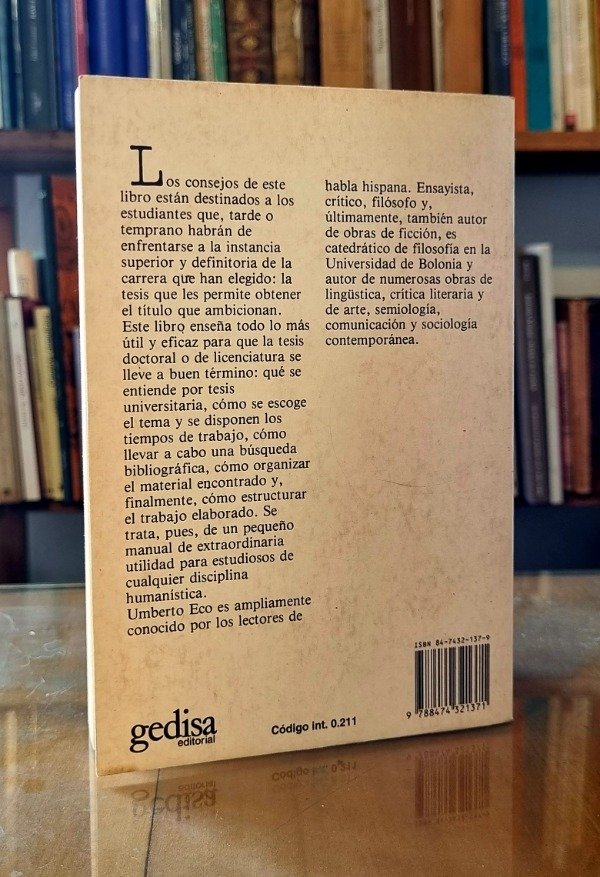 Los consejos de este
libro están destinados a los
estudiantes que, tarde o
temprano habrán de
enfrentarse a la instancia
superior y definitoria de la
carrera que han elegido: la
tesis que les permite obtener
el título que ambicionan.
Este libro enseña todo lo más
útil y eficaz para que la tesis
doctoral o de licenciatura se
lleve a buen término: qué se
entiende por tesis
universitaria, cómo se escoge
el tema y se disponen los
tiempos de trabajo, cómo
llevar a cabo una búsqueda
bibliográfica, cómo organizar
el material encontrado y,
finalmente, cómo estructurar
el trabajo elaborado. Se
trata, pues, de un pequeño
manual de extraordinaria
utilidad para estudiosos de
cualquier disciplina
humanística.
Umberto Eco es ampliamente
conocido por los lectores de
habla hispana. Ensayista,
crítico, filósofo y,
últimamente, también autor
de obras de ficción, es
catedrático de filosofía en la
Universidad de Bolonia y
autor de numerosas obras de
lingüstica, crítica literaria y
de arte, semiología,
comunicación y sociología
contemporánea.
ISBN 84-7432-137-9
9 788474 321371
gedisa
editorial
Código int. 0.211